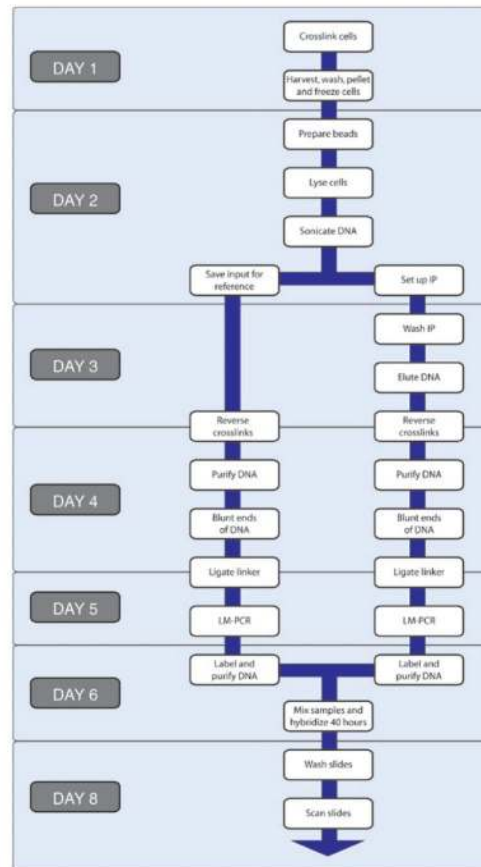 Crosslink cells
DAY 1
Harvest, wash, pellet
and freeze cells
Prepare beads
Lyse cells
DAY 2
Sonicate DNA
Save input for
reference
Set up IP
Wash IP
DAY 3
Elute DNA
Reverse
crosslinks
Reverse
crosslinks
Purify DNA
Purify DNA
DAY 4
Blunt ends
of DNA
Blunt ends
of DNA
Ligate linker
Ligate linker
DAY 5
LM-PCR
LM-PCR
Label and
purify DNA
Label and
purify DNA
DAY 6
Mix samples and
hybridize 40 hours
Wash slides
DAY 8
Scan slides